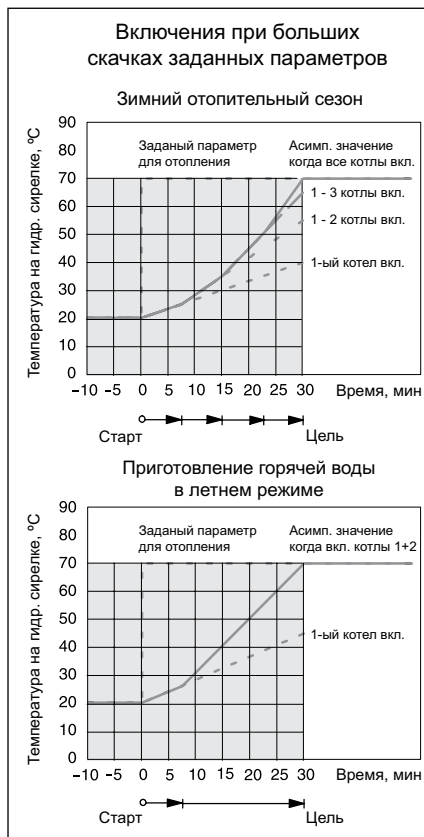 Включения при больших
скачках заданных параметров
Зимний отопительный сезон
Температура на гидр. сирелке, ºC
90
80
70
60
50
40
30
20
10
0
Заданый параметр
для отопления
Асимп. значение
когда все котлы вкл.
1 - 3 котлы вкл.
1 - 2 котлы вкл.
1-ый котел вкл.
-10 -5 0 5 10 15 20 25 30 Время, мин
Старт Цель
Приготовление горячей воды
в летнем режиме
Температура на гидр. сирелке, ºC
90
80
70
60
50
40
30
20
10
0
Заданый параметр
для отопления
Асимп. значение
когда вкл. котлы 1+2
1-ый котел вкл.
-10 -5 0 5 10 15 20 25 30 Время, мин
Старт Цель